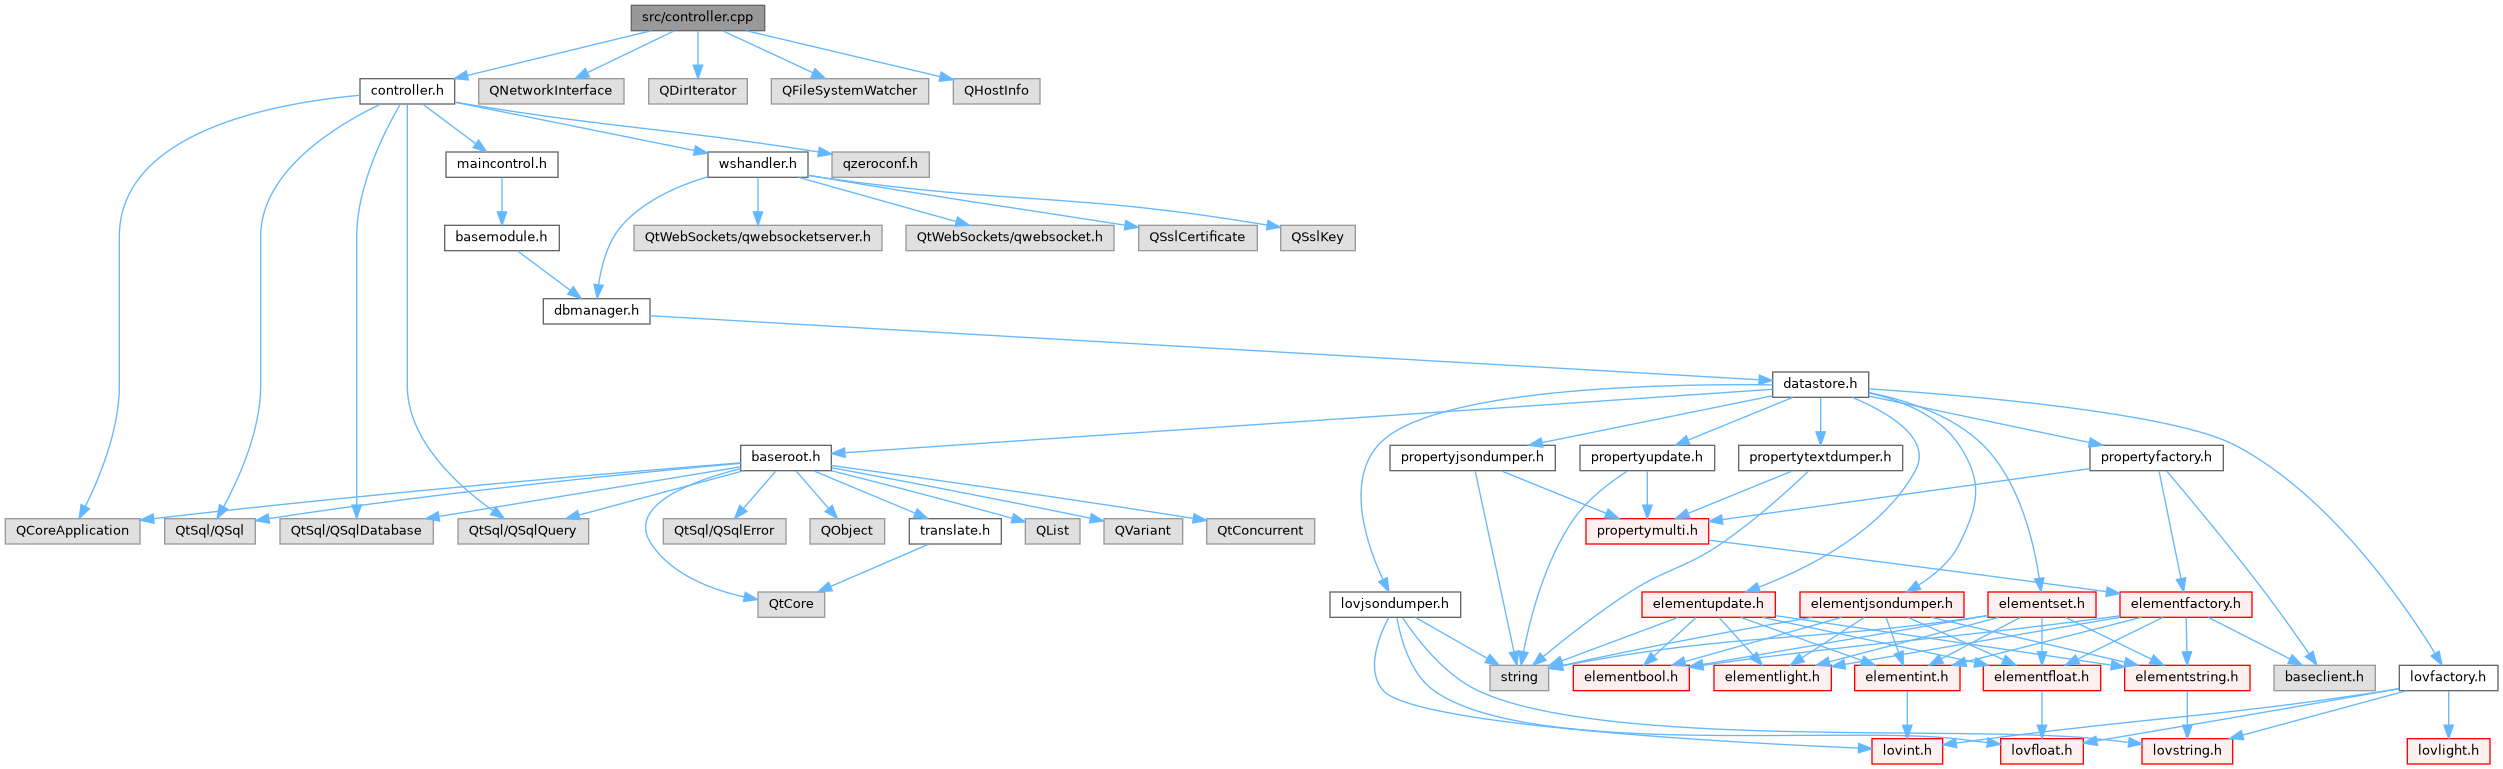 src/controller.cpp
controller.h
QNetworkInterface
QDirIterator
QFileSystemWatcher
QHostInfo
maincontrol.h
wshandler.h
qzeroconf.h
basemodule.h
QtWebSockets/qwebsocketserver.h
QtWebSockets/qwebsocket.h
QSslCertificate
QSslKey
dbmanager.h
datastore.h
baseroot.h
propertyjsondumper.h
propertyupdate.h
propertytextdumper.h
propertyfactory.h
QCoreApplication
QtSql/QSql
QtSql/QSqlDatabase
QtSql/QSqlQuery
QtSql/QSqlError
QObject
translate.h
QList
QVariant
QtConcurrent
propertymulti.h
QtCore
lovjsondumper.h
elementupdate.h
elementjsondumper.h
elementset.h
elementfactory.h
string
elementbool.h
elementlight.h
elementint.h
elementfloat.h
elementstring.h
baseclient.h
lovfactory.h
lovint.h
lovfloat.h
lovstring.h
lovlight.h